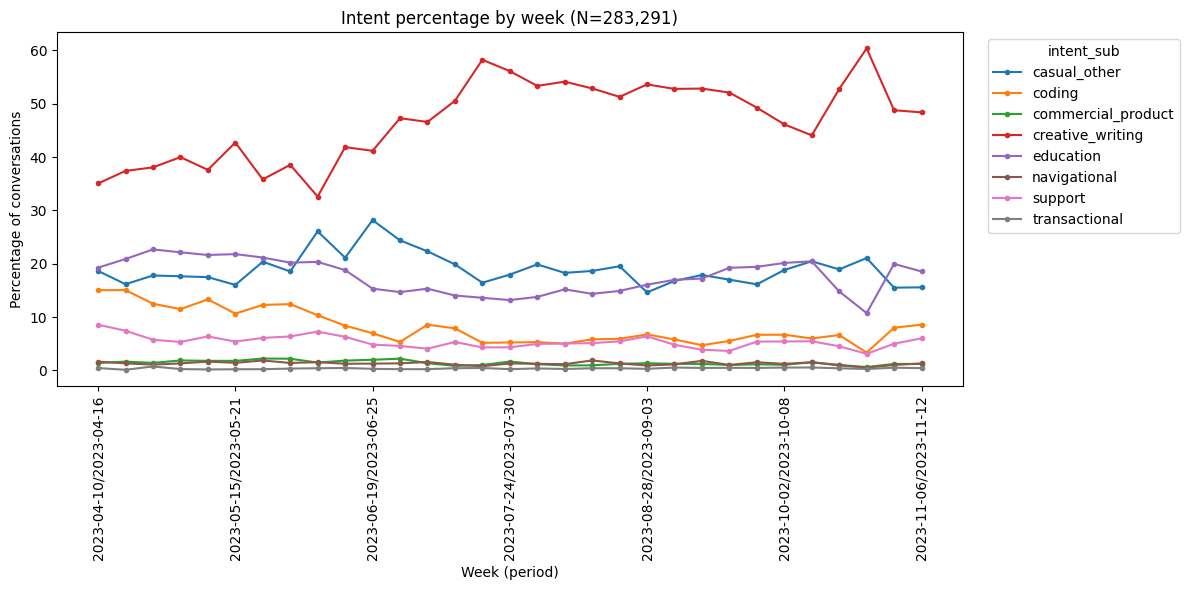 Intent percentage by week (N=283,291)
Percentage of conversations
60
50
40
30
20
10
0
2023-04-10/2023-04-16
2023-05-15/2023-05-21
2023-06-19/2023-06-25
2023-07-24/2023-07-30
2023-08-28/2023-09-03
2023-10-02/2023-10-08
2023-11-06/2023-11-12
Week (period)
intent_sub
casual_other
coding
commercial_product
creative_writing
education
navigational
support
transactional